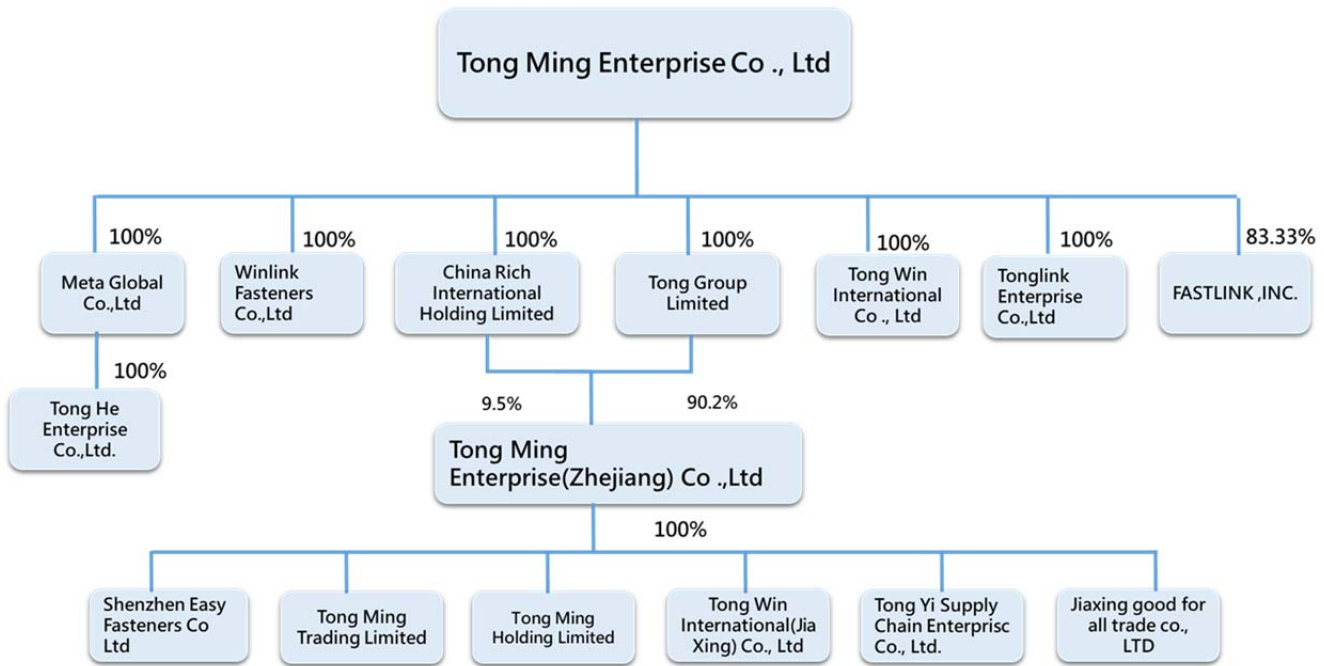 Tong Ming Enterprise Co ., Ltd
100%
100%
100%
100%
100%
100%
83.33%
Meta Global
Co.,Ltd
Winlink
Fasteners
Co.,Ltd
China Rich
International
Holding Limited
Tong Group
Limited
Tong Win
International
Co ., Ltd
Tonglink
Enterprise
Co.,Ltd
FASTLINK ,INC.
100%
9.5%
90.2%
Tong He
Enterprise
Co.,Ltd.
Tong Ming
Enterprise(Zhejiang) Co .,Ltd
100%
Shenzhen Easy
Fasteners Co
Ltd
Tong Ming
Trading Limited
Tong Ming
Holding Limited
Tong Win
International(Jia
Xing) Co., Ltd
Tong Yi Supply
Chain Enterprisc
Co., Ltd.
Jiaxing good for
all trade co.,
LTD